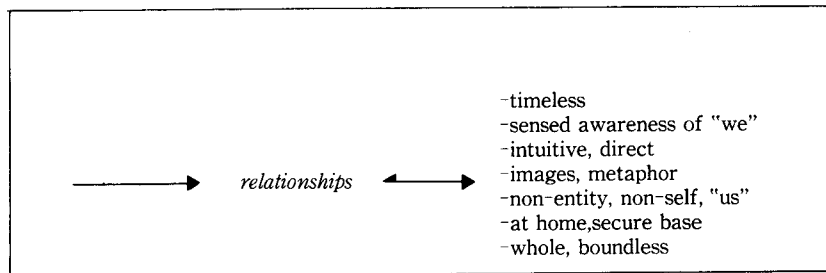 -timeless
-sensed awareness of "we"
-intuitive, direct
-images, metaphor
relationships
-non-entity, non-self, "us"
-at home,secure base
-whole, boundless